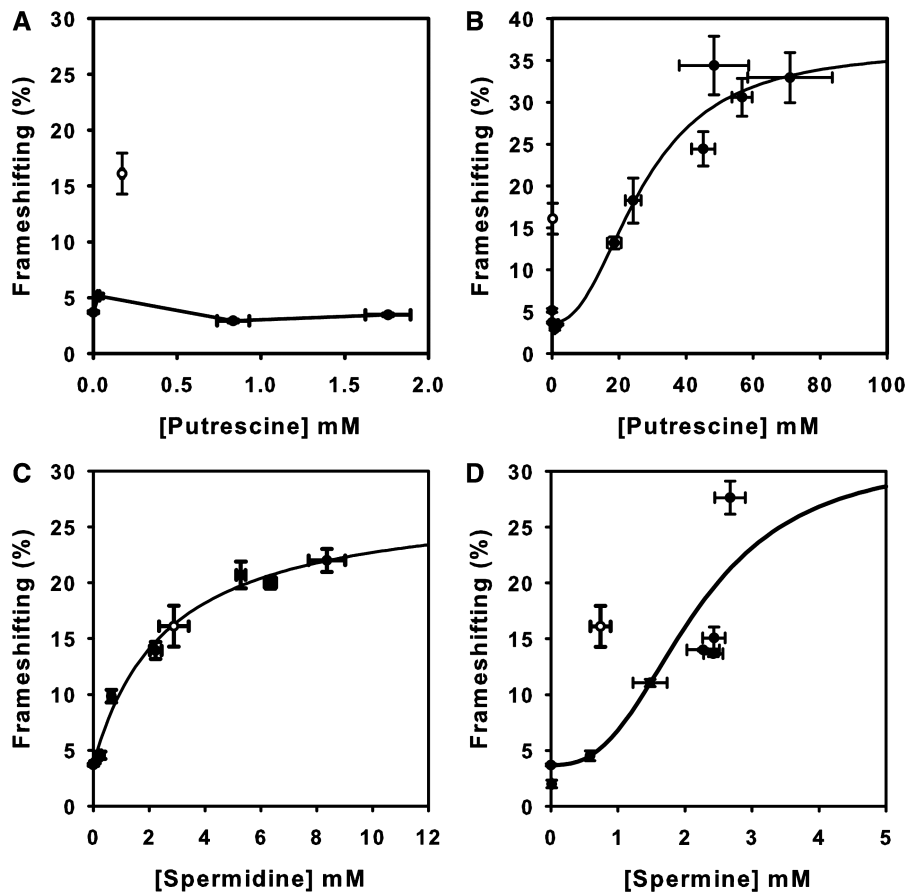 A
30
25
20
15
10
5
0
Frameshifting (%)
0.0 0.5 1.0 1.5 2.0
[Putrescine] mM
B
40
35
30
25
20
15
10
5
0
Frameshifting (%)
0 20 40 60 80 100
[Putrescine] mM
C
30
25
20
15
10
5
0
Frameshifting (%)
0 2 4 6 8 10 12
[Spermidine] mM
D
30
25
20
15
10
5
0
Frameshifting (%)
0 1 2 3 4 5
[Spermine] mM